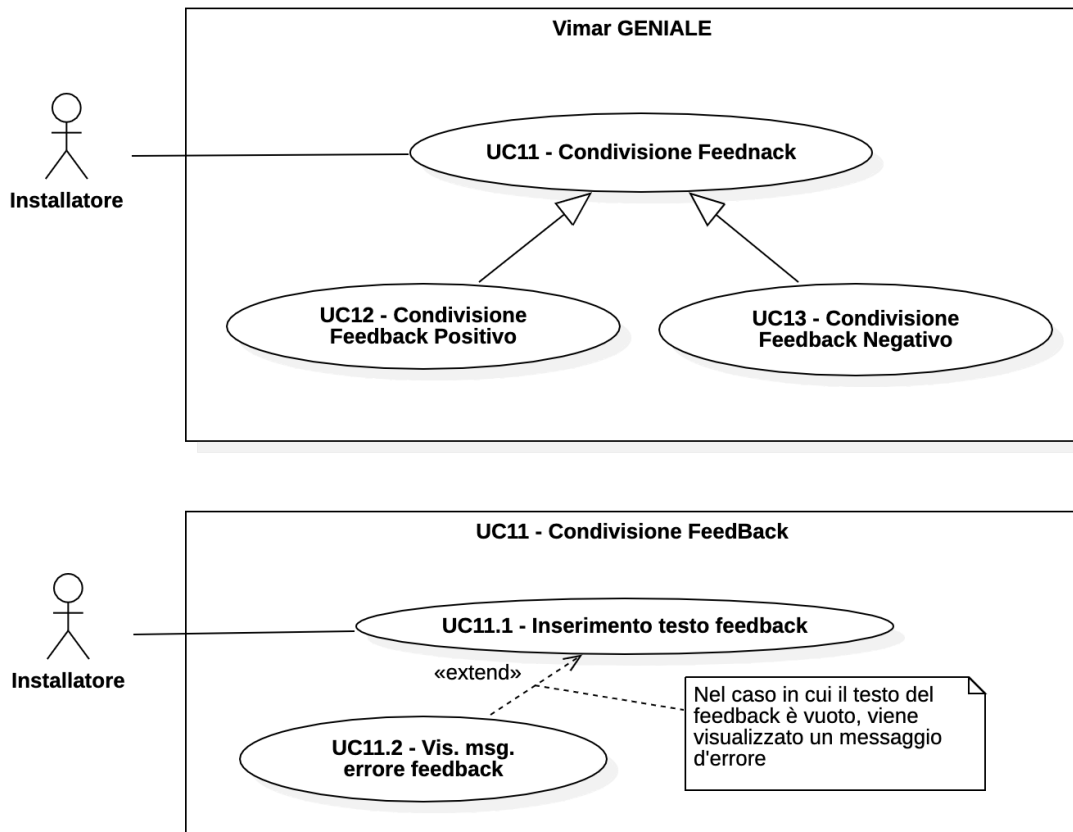 Vimar GENIALE
Installatore
UC11 - Condivisione Feednack
UC12 - Condivisione
Feedback Positivo
UC13 - Condivisione
Feedback Negativo
UC11 - Condivisione FeedBack
Installatore
UC11.1 - Inserimento testo feedback
«extend»
Nel caso in cui il testo del
feedback è vuoto, viene
visualizzato un messaggio
d'errore
UC11.2 - Vis. msg.
errore feedback